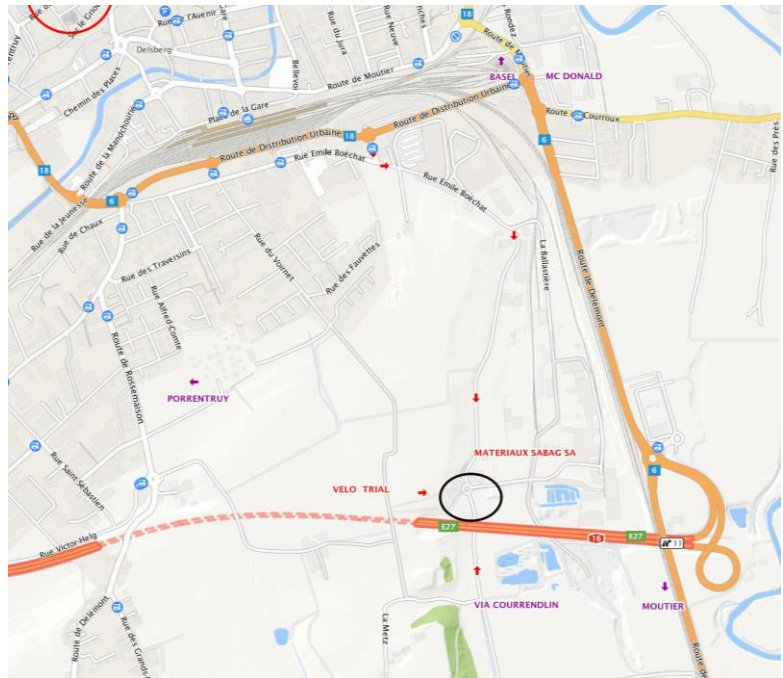 Rue de l'Avenir
Gare
Delsberg
Rue du Jura
Rue Neuve
nches
18
Rondez
Route de Moutier
Chemin des Places
Bellevoi
BASEL
MC DONALD
Plain de la Gare
Route de Courroux
Rue de la Mandchourie
Route de Distribution Urbaine
18
Route de Distribution Urbaine
6
Rue des Prés
18
Rue Emile Boéchat
Rue Emile Boéchat
6
Rue de la Jeunesse
Rue de Chaux
La Ballastière
Rue du Voirnet
Rue des Fauvettes
Rue des Traversins
Route de Delémont
Rue Alfred-Comte
Route de Rossemaison
PORRENTRUY
MATERIAUX SABAG SA
6
Rue Saint-Sébastien
VELO TRIAL
E27
16
E27
11
Rue Victor-Helg
VIA COURRENDLIN
MOUTIER
La Metz
Route de Delémont
Rue des Grands
Route de